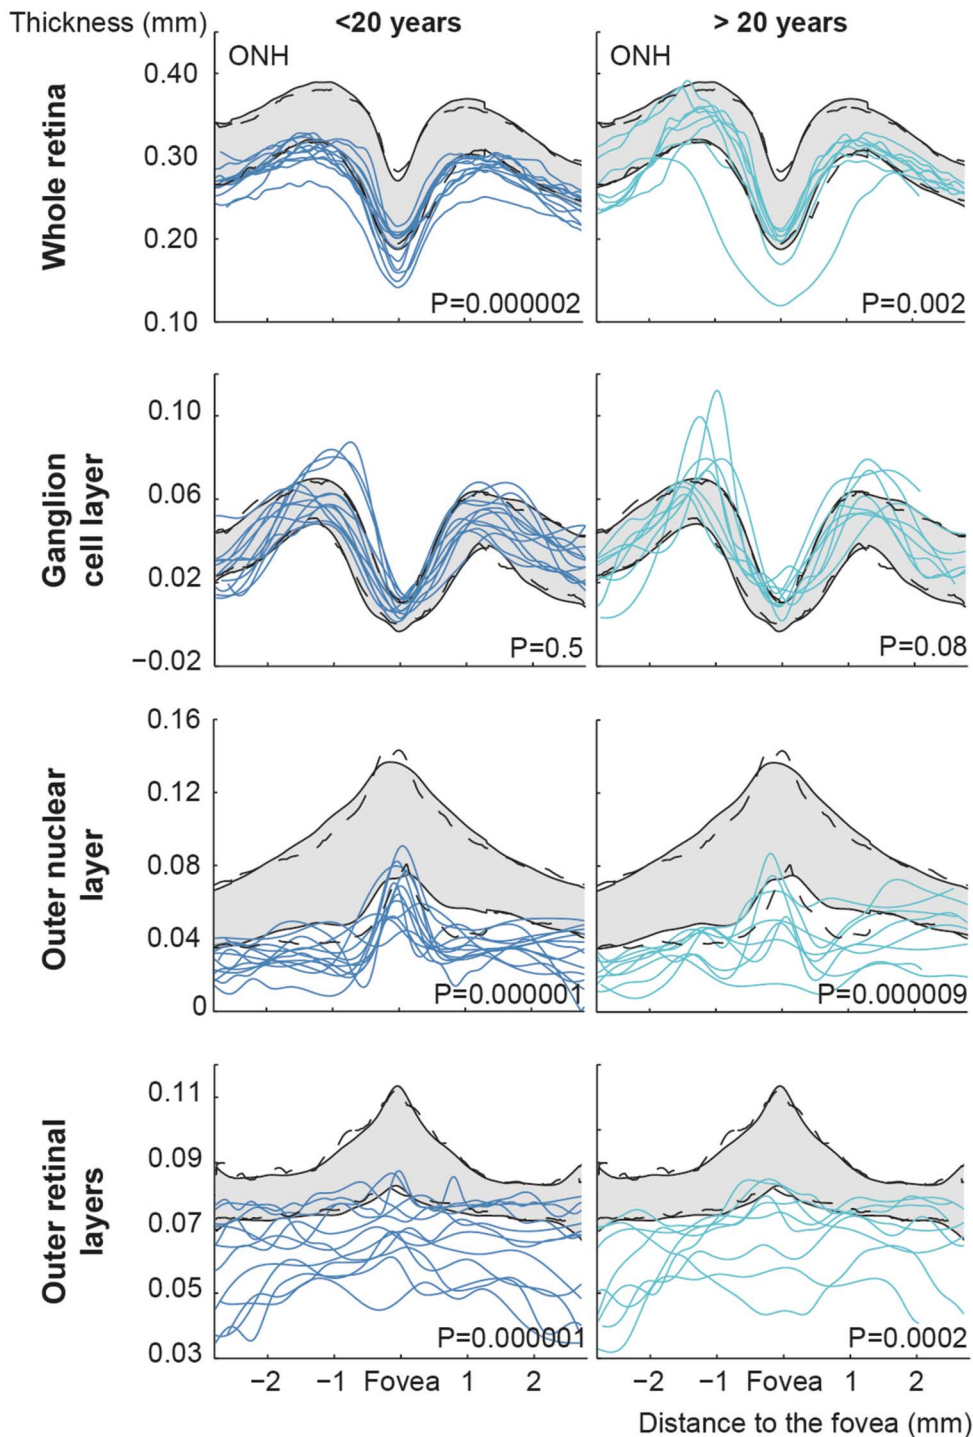 Thickness (mm) <20 years > 20 years
ONH ONH
Whole retina
0.40
0.30
0.20
0.10
P=0.000002 P=0.002
Ganglion
cell layer
0.10
0.06
0.02
−0.02
P=0.5 P=0.08
Outer nuclear
layer
0.16
0.12
0.08
0.04
0
P=0.000001 P=0.000009
Outer retinal
layers
0.11
0.09
0.07
0.05
0.03
P=0.000001 P=0.0002
−2 −1 Fovea 1 2 −2 −1 Fovea 1 2
Distance to the fovea (mm)